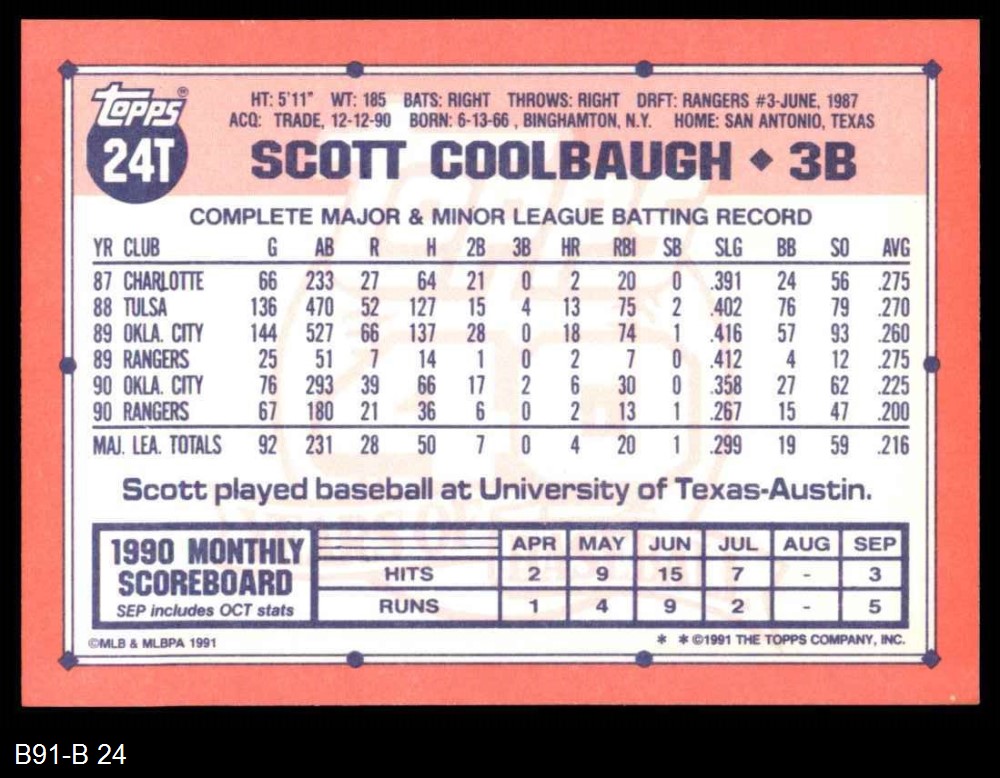 topps®
24T
HT: 5'11" WT: 185 BATS: RIGHT THROWS: RIGHT DRFT: RANGERS #3-JUNE, 1987
ACQ: TRADE, 12-12-90 BORN: 6-13-66 , BINGHAMTON, N.Y. HOME: SAN ANTONIO, TEXAS
SCOTT COOLBAUGH ◆ 3B
COMPLETE MAJOR & MINOR LEAGUE BATTING RECORD
YR CLUB G AB R H 2B 3B HR RBI SB SLG BB SO AVG
87 CHARLOTTE 66 233 27 64 21 0 2 20 0 .391 24 56 .275
88 TULSA 136 470 52 127 15 4 13 75 2 .402 76 79 .270
89 OKLA. CITY 144 527 66 137 28 0 18 74 1 .416 57 93 .260
89 RANGERS 25 51 7 14 1 0 2 7 0 .412 4 12 .275
90 OKLA. CITY 76 293 39 66 17 2 6 30 0 .358 27 62 .225
90 RANGERS 67 180 21 36 6 0 2 13 1 .267 15 47 .200
MAJ. LEA. TOTALS 92 231 28 50 7 0 4 20 1 .299 19 59 .216
Scott played baseball at University of Texas-Austin.
1990 MONTHLY
SCOREBOARD
SEP includes OCT stats
APR MAY JUN JUL AUG SEP
HITS 2 9 15 7 - 3
RUNS 1 4 9 2 - 5
©MLB & MLBPA 1991
* * ©1991 THE TOPPS COMPANY, INC.
B91-B 24